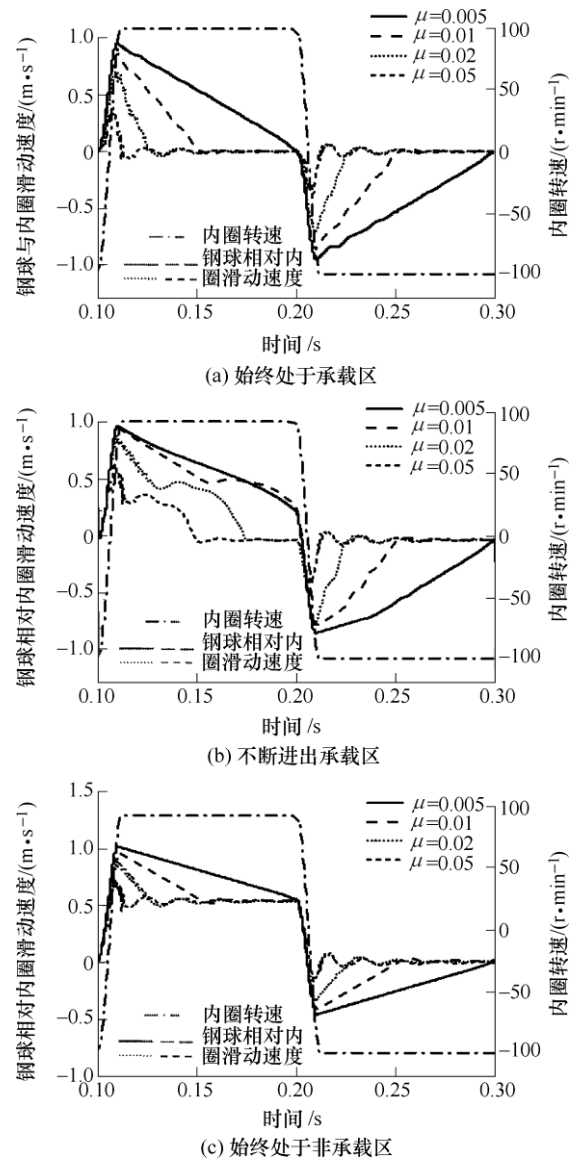 钢球与内圈滑动速度/(m•s⁻¹)
1.0
0.5
0
−0.5
−1.0
μ=0.005
μ=0.01
μ=0.02
μ=0.05
内圈转速
钢球相对内
圈滑动速度
100
50
0
−50
−100
内圈转速/(r•min⁻¹)
0.10 0.15 0.20 0.25 0.30
时间 /s
(a) 始终处于承载区
钢球相对内圈滑动速度/(m•s⁻¹)
1.0
0.5
0
−0.5
−1.0
μ=0.005
μ=0.01
μ=0.02
μ=0.05
内圈转速
钢球相对内
圈滑动速度
100
50
0
−50
−100
内圈转速/(r•min⁻¹)
0.10 0.15 0.20 0.25 0.30
时间 /s
(b) 不断进出承载区
钢球相对内圈滑动速度/(m•s⁻¹)
1.5
1.0
0.5
0
−0.5
−1.0
μ=0.005
μ=0.01
μ=0.02
μ=0.05
内圈转速
钢球相对内
圈滑动速度
100
50
0
−50
−100
内圈转速/(r•min⁻¹)
0.10 0.15 0.20 0.25 0.30
时间 /s
(c) 始终处于非承载区